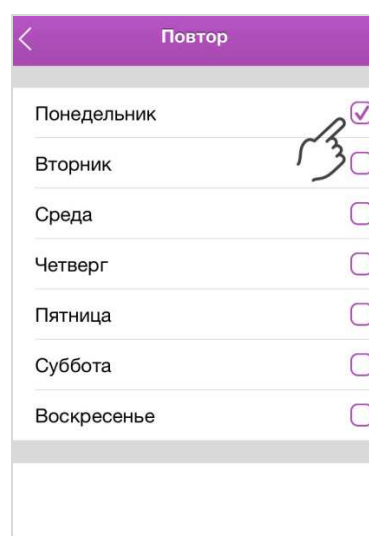 Повтор
Понедельник
Вторник
Среда
Четверг
Пятница
Суббота
Воскресенье